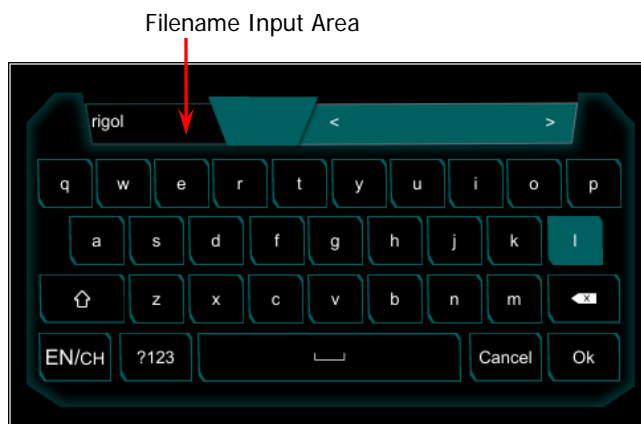 Filename Input Area
rigol < >
q w e r t y u i o p
a s d f g h j k l
z x c v b n m x
EN/CH ?123 Cancel Ok